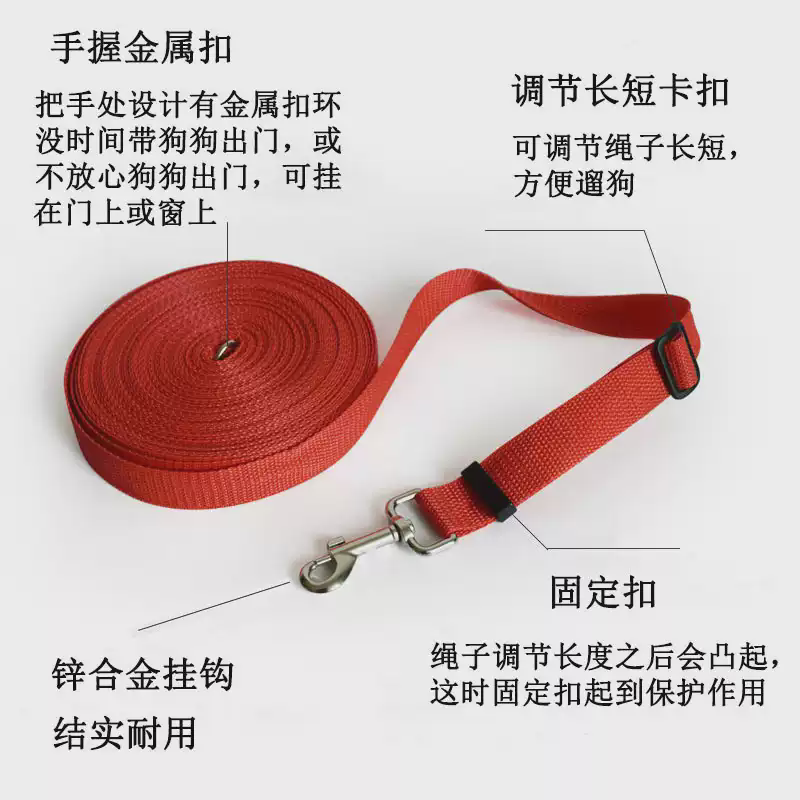 手握金属扣
把手处设计有金属扣环
没时间带狗狗出门，或
不放心狗狗出门，可挂
在门上或窗上
调节长短卡扣
可调节绳子长短，
方便遛狗
固定扣
绳子调节长度之后会凸起，
这时固定扣起到保护作用
锌合金挂钩
结实耐用